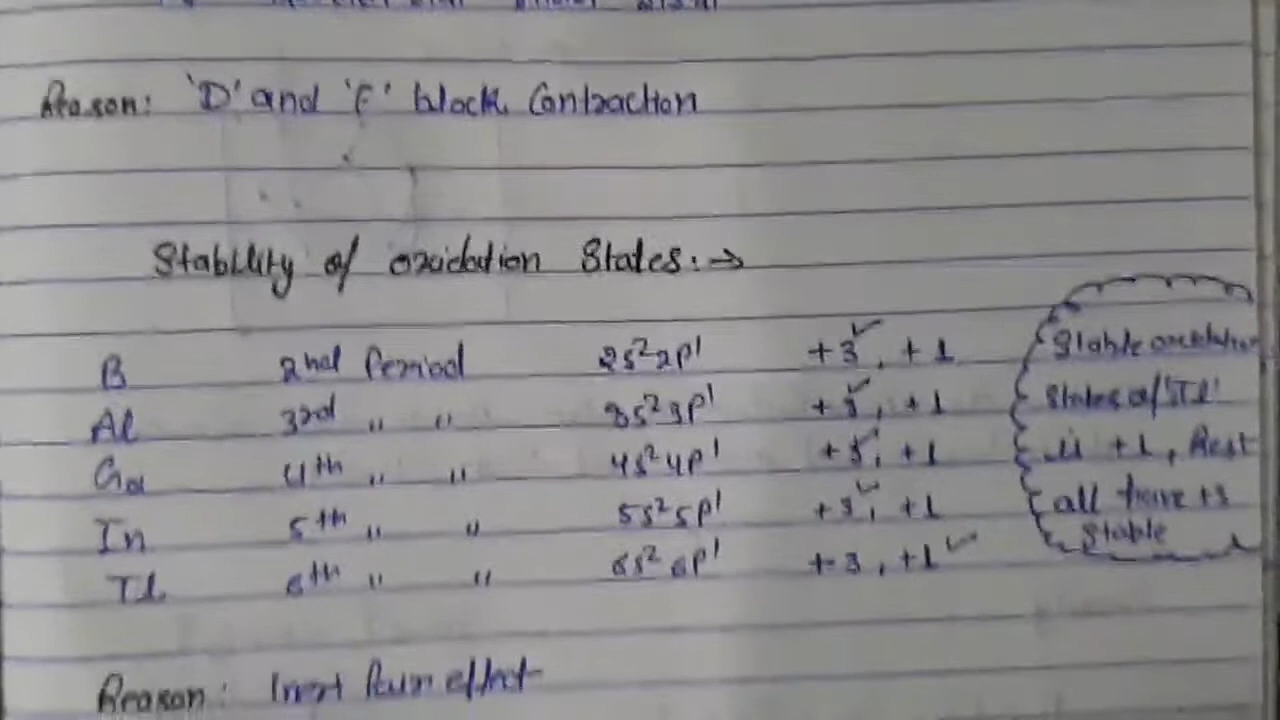 Reason: 'D' and 'F' block Contraction
Stability of oxidation States:→
B 2nd Period 2s²2p¹ +3✓, +1
Al 3rd " " 3s²3p¹ +3✓, +1
Ga 4th " " 4s²4p¹ +3✓, +1
In 5th " " 5s²5p¹ +3✓, +1
Tl 6th " " 6s²6p¹ +3, +1✓
Stable oxidation
States of 'Tl'
is +1, Rest
all have +3
Stable
Reason: Inert Pair effect